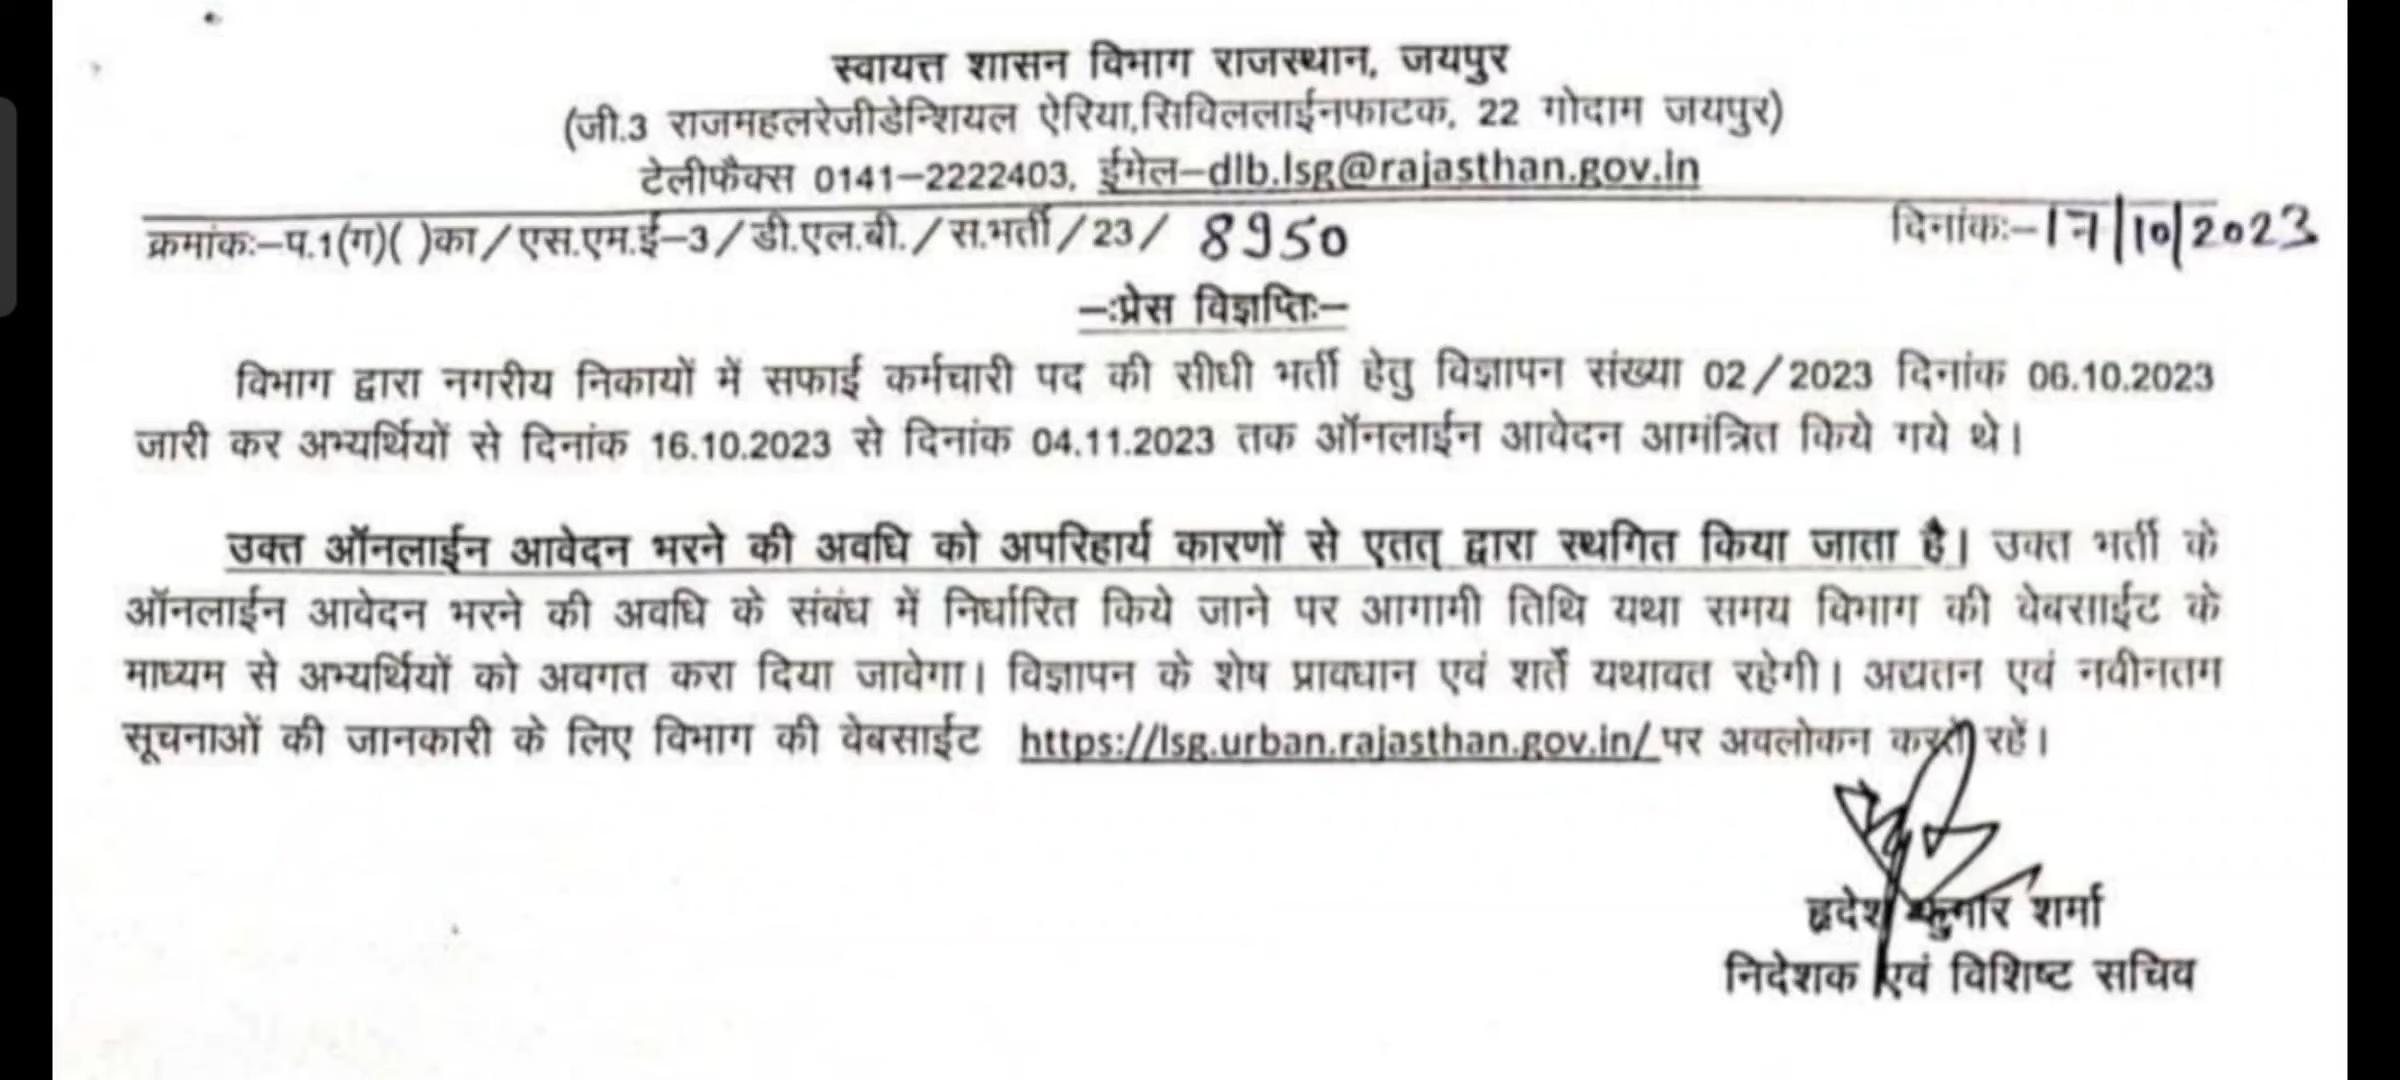 स्वायत्त शासन विभाग राजस्थान, जयपुर
(जी.3 राजमहलरेजीडेन्शियल ऐरिया,सिविललाईनफाटक, 22 गोदाम जयपुर)
टेलीफैक्स 0141–2222403, ईमेल–dlb.lsg@rajasthan.gov.in
क्रमांकः–प.1(ग)( )का/एस.एम.ई–3/डी.एल.बी./स.भर्ती/23/ 8950 दिनांकः–17/10/2023
–:प्रेस विज्ञप्तिः–
विभाग द्वारा नगरीय निकायों में सफाई कर्मचारी पद की सीधी भर्ती हेतु विज्ञापन संख्या 02/2023 दिनांक 06.10.2023
जारी कर अभ्यर्थियों से दिनांक 16.10.2023 से दिनांक 04.11.2023 तक ऑनलाईन आवेदन आमंत्रित किये गये थे।
उक्त ऑनलाईन आवेदन भरने की अवधि को अपरिहार्य कारणों से एतत् द्वारा स्थगित किया जाता है। उक्त भर्ती के
ऑनलाईन आवेदन भरने की अवधि के संबंध में निर्धारित किये जाने पर आगामी तिथि यथा समय विभाग की वेबसाईट के
माध्यम से अभ्यर्थियों को अवगत करा दिया जावेगा। विज्ञापन के शेष प्रावधान एवं शर्तें यथावत रहेगी। अद्यतन एवं नवीनतम
सूचनाओं की जानकारी के लिए विभाग की वेबसाईट https://lsg.urban.rajasthan.gov.in/ पर अवलोकन करते रहें।
ह्रदेश कुमार शर्मा
निदेशक एवं विशिष्ट सचिव